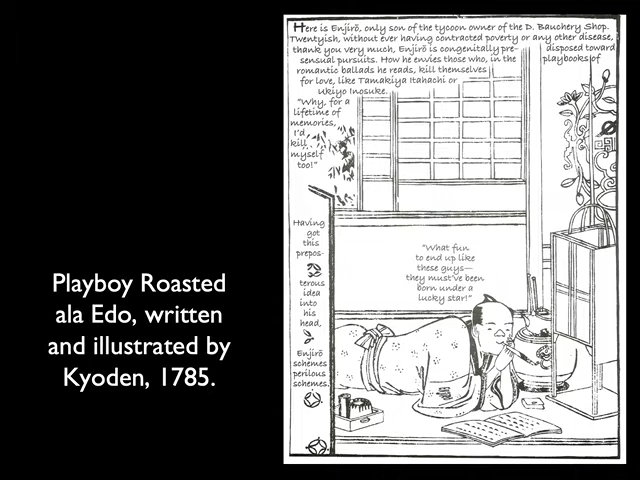 Playboy Roasted
ala Edo, written
and illustrated by
Kyoden, 1785.
Here is Enjirō, only son of the tycoon owner of the D. Bauchery Shop.
Twentyish, without ever having contracted poverty or any other disease,
thank you very much, Enjirō is congenitally pre- disposed toward
sensual pursuits. How he envies those who, in the playbooks of
romantic ballads he reads, kill themselves
for love, like Tamakiya Itahachi or
Ukiyo Inosuke.
"Why, for a
lifetime of
memories,
I'd
kill
myself
too!"
Having
got
this
prepos-
terous
idea
into
his
head,
Enjirō
schemes
perilous
schemes.
"What fun
to end up like
these guys—
they must've been
born under a
lucky star!"